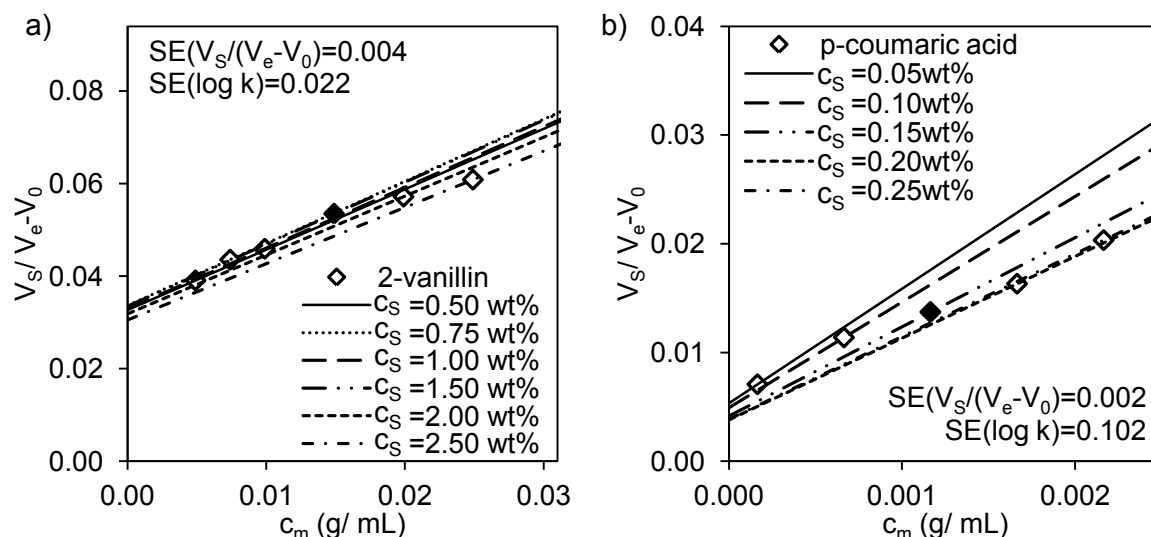 a)
SE(V_S/(V_e-V_0)=0.004
SE(log k)=0.022
V_S/ V_e-V_0
0.08
0.06
0.04
0.02
0.00
2-vanillin
c_S =0.50 wt%
c_S =0.75 wt%
c_S =1.00 wt%
c_S =1.50 wt%
c_S =2.00 wt%
c_S =2.50 wt%
0.00 0.01 0.02 0.03
c_m (g/ mL)
b)
p-coumaric acid
c_S =0.05wt%
c_S =0.10wt%
c_S =0.15wt%
c_S =0.20wt%
c_S =0.25wt%
V_S/ V_e-V_0
0.04
0.03
0.02
0.01
0.00
SE(V_S/(V_e-V_0)=0.002
SE(log k)=0.102
0.000 0.001 0.002
c_m (g/ mL)